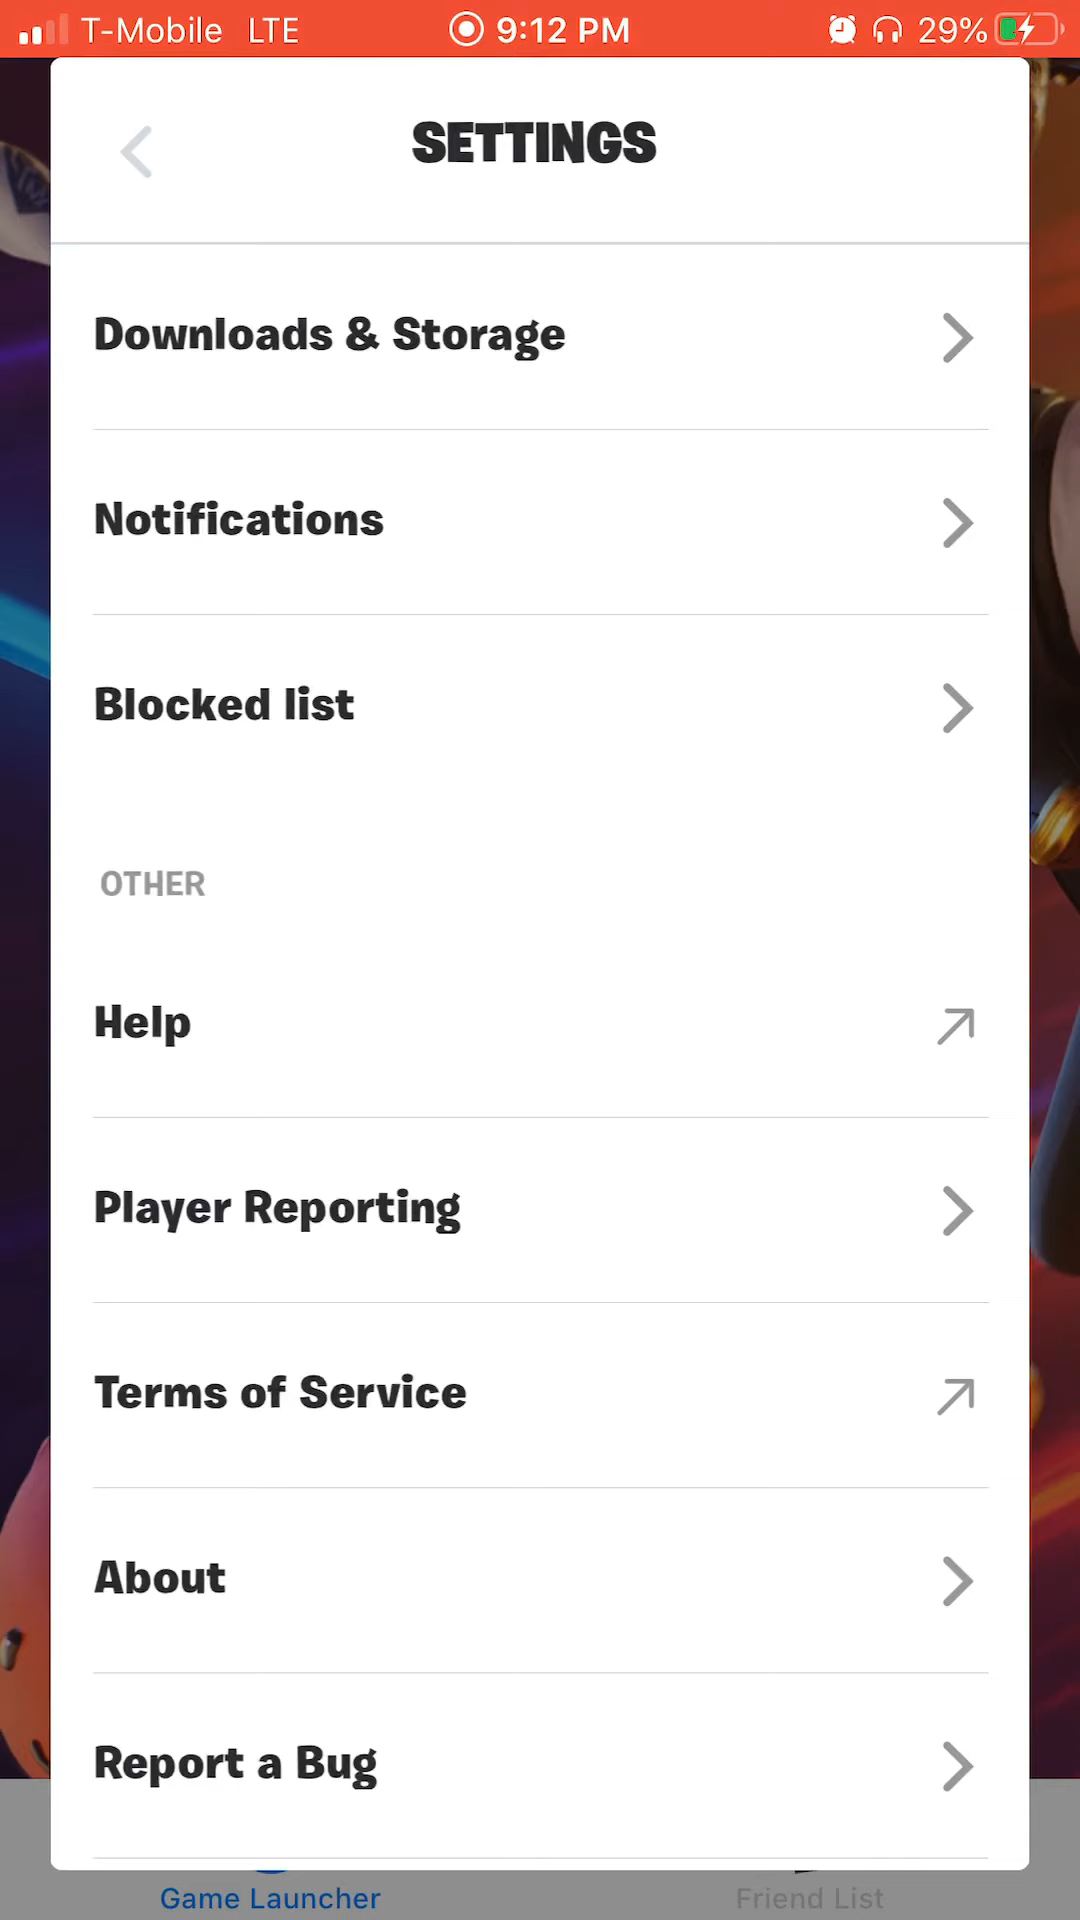 T-Mobile LTE 9:12 PM 29%
SETTINGS
Downloads & Storage
Notifications
Blocked list
OTHER
Help
Player Reporting
Terms of Service
About
Report a Bug
Game Launcher
Friend List